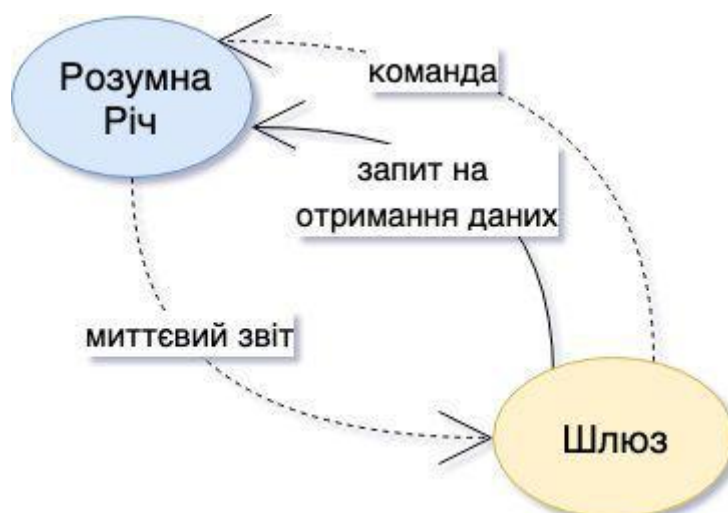 Розумна
Річ
команда
запит на
отримання даних
миттєвий звіт
Шлюз